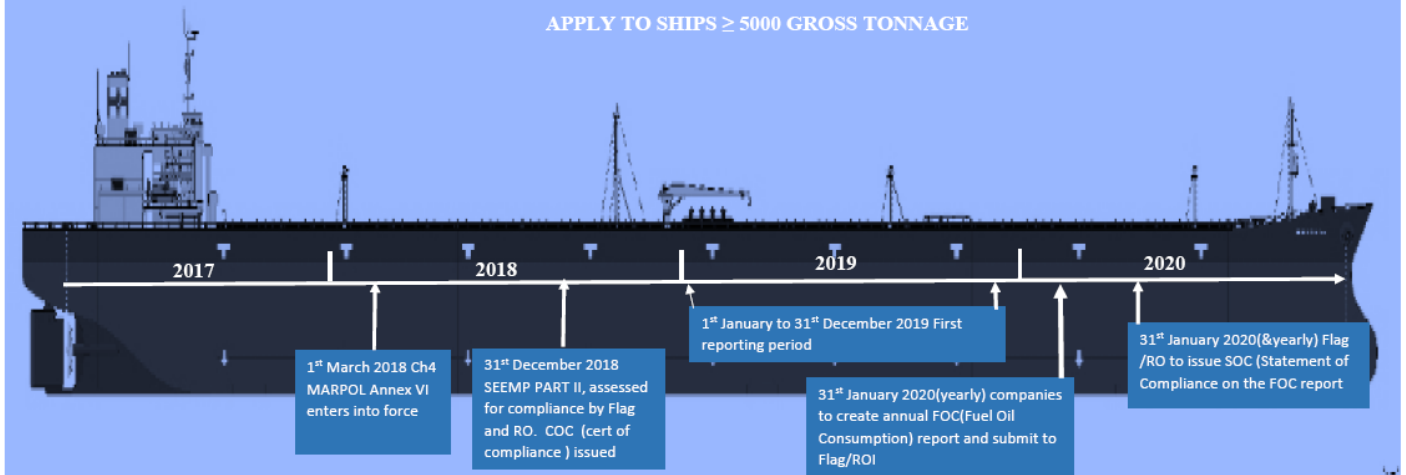 APPLY TO SHIPS ≥ 5000 GROSS TONNAGE
2017
2018
2019
2020
1st March 2018 Ch4
MARPOL Annex VI
enters into force
31st December 2018
SEEMP PART II, assessed
for compliance by Flag
and RO. COC (cert of
compliance ) issued
1st January to 31st December 2019 First
reporting period
31st January 2020(yearly) companies
to create annual FOC(Fuel Oil
Consumption) report and submit to
Flag/ROI
31st January 2020(&yearly) Flag
/RO to issue SOC (Statement of
Compliance on the FOC report